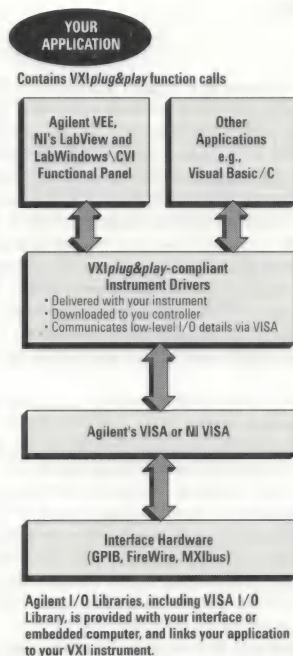 YOUR
APPLICATION
Contains VXIplug&play function calls
Agilent VEE,
NI's LabView and
LabWindows\CVI
Functional Panel
Other
Applications
e.g.,
Visual Basic/C
VXIplug&play-compliant
Instrument Drivers
• Delivered with your instrument
• Downloaded to you controller
• Communicates low-level I/O details via VISA
Agilent's VISA or NI VISA
Interface Hardware
(GPIB, FireWire, MXIbus)
Agilent I/O Libraries, including VISA I/O
Library, is provided with your interface or
embedded computer, and links your application
to your VXI instrument.